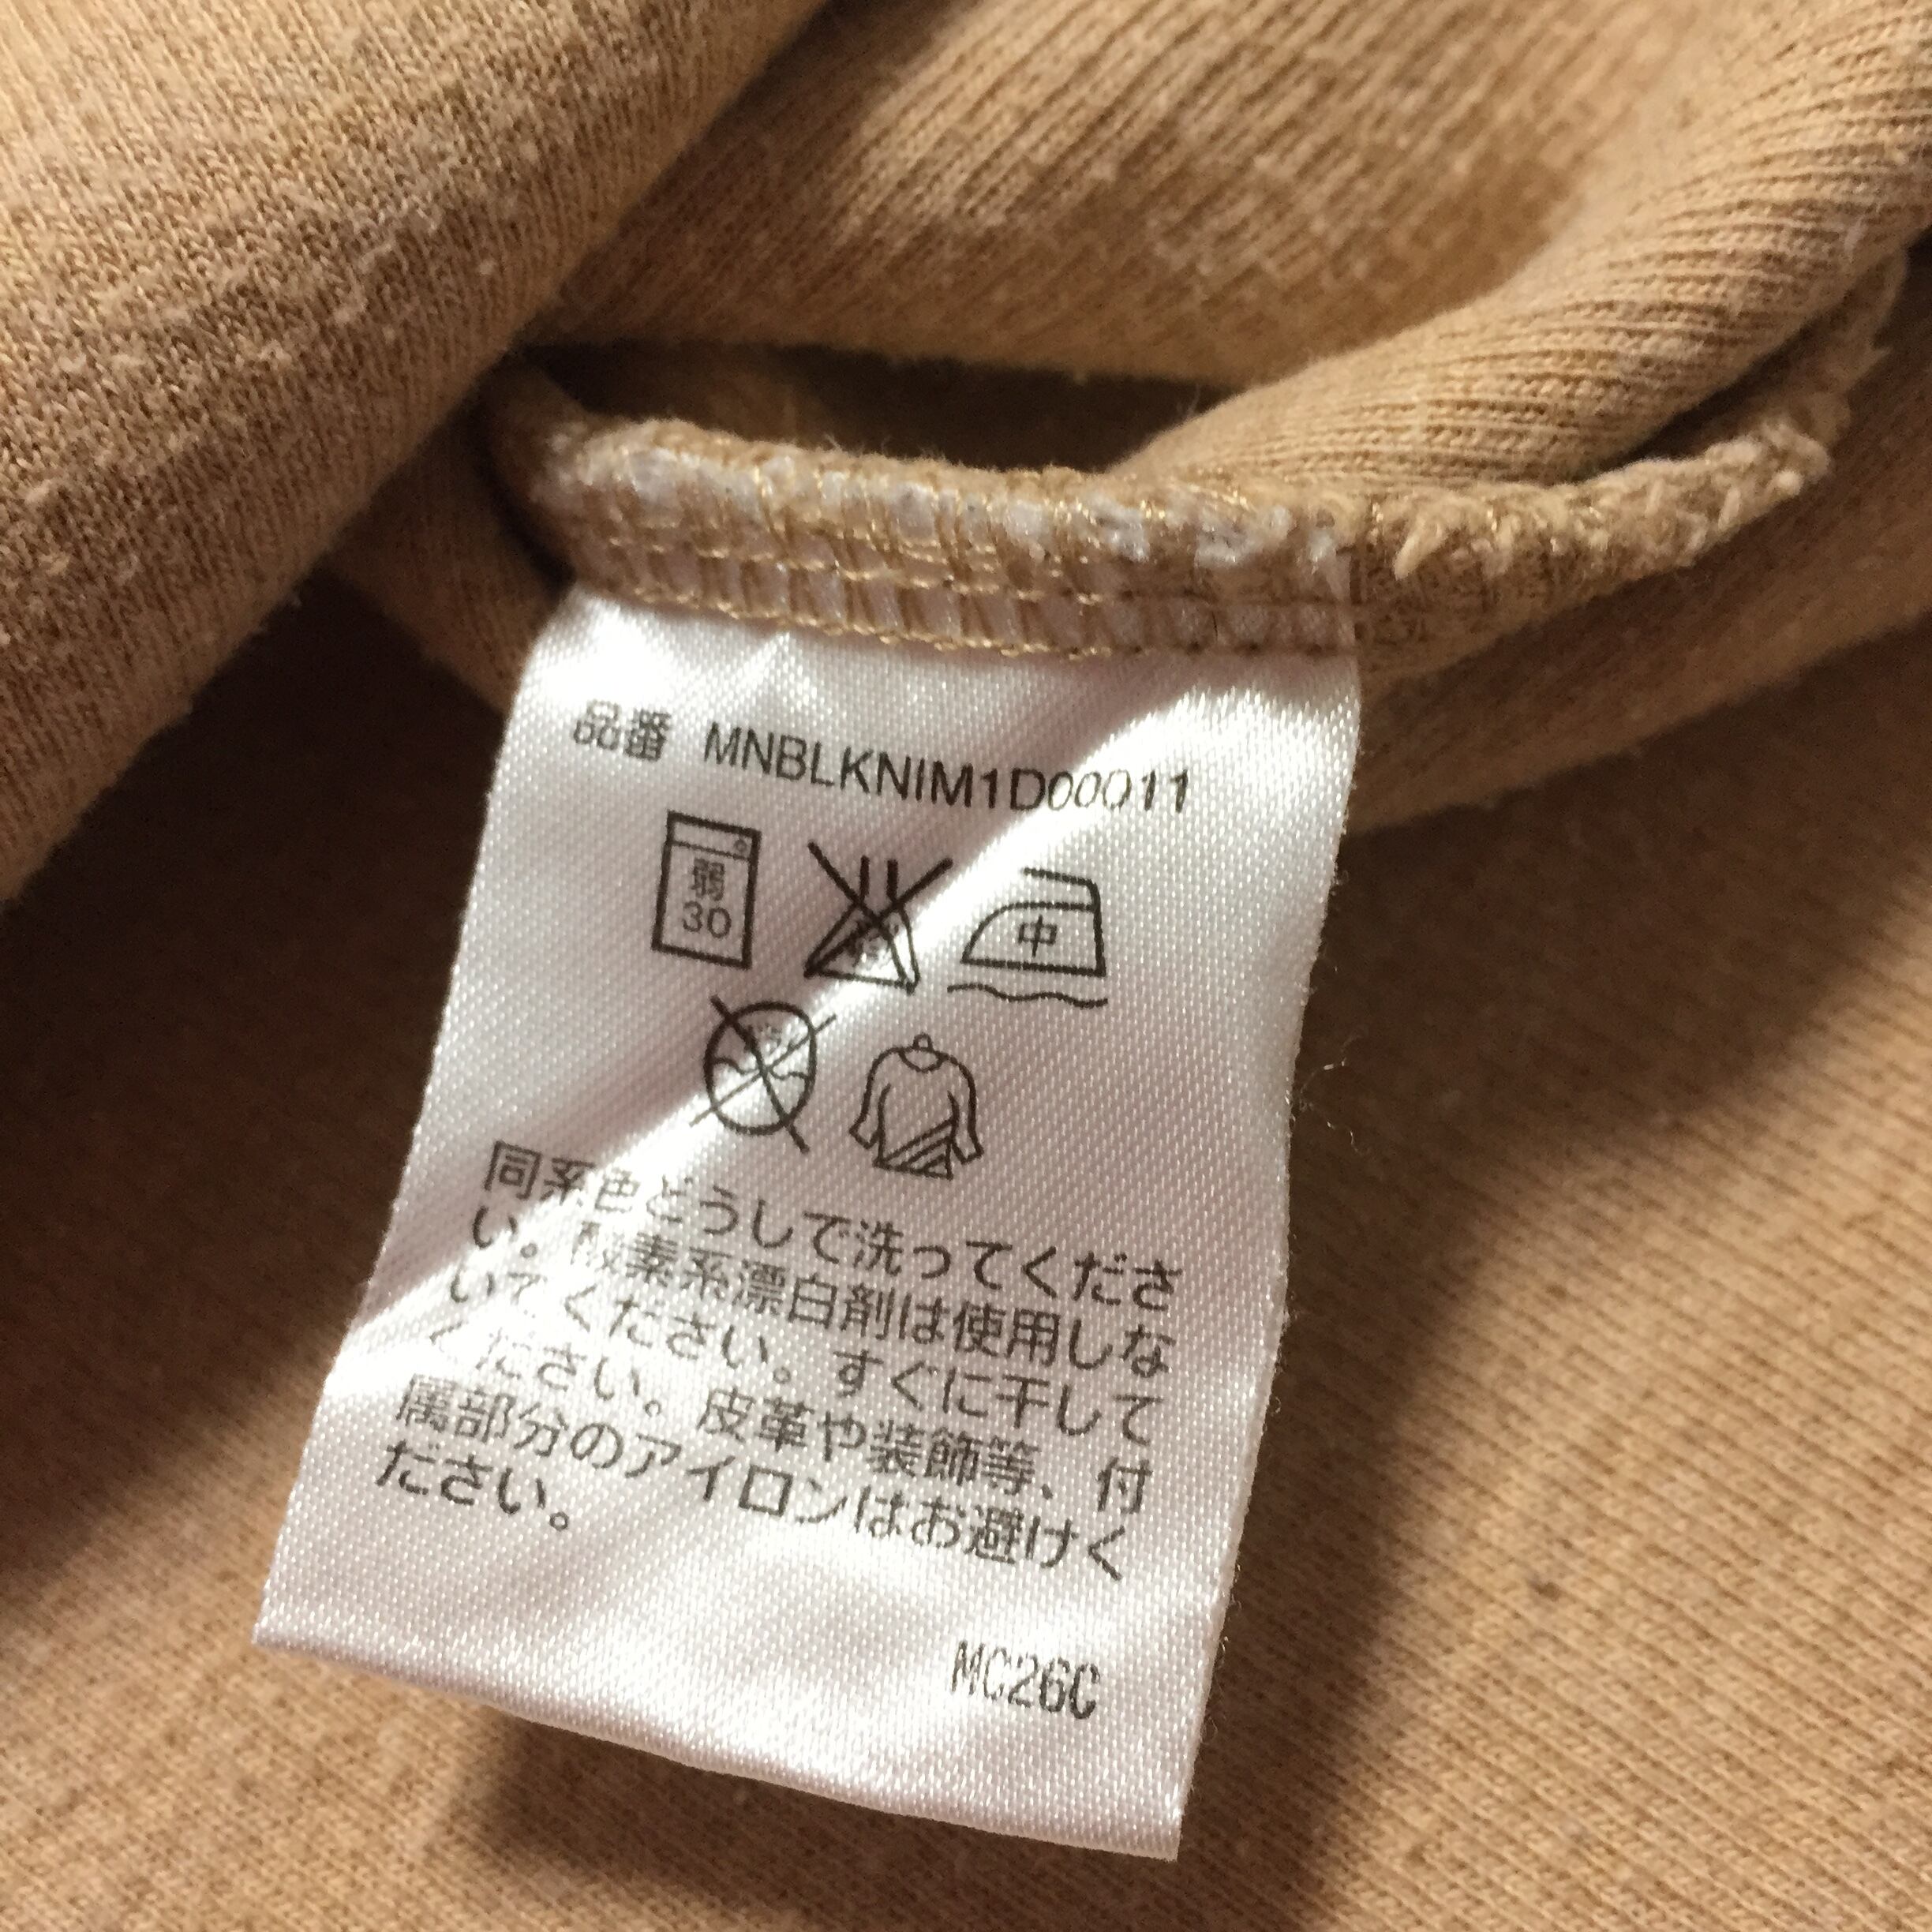 品番 MNBLKNIM1D00011
弱
30
中
同系色どうしで洗ってくださ
い。酸素系漂白剤は使用しな
いでください。すぐに干して
ください。皮革や装飾等、付
属部分のアイロンはお避けく
ださい。
MC26C